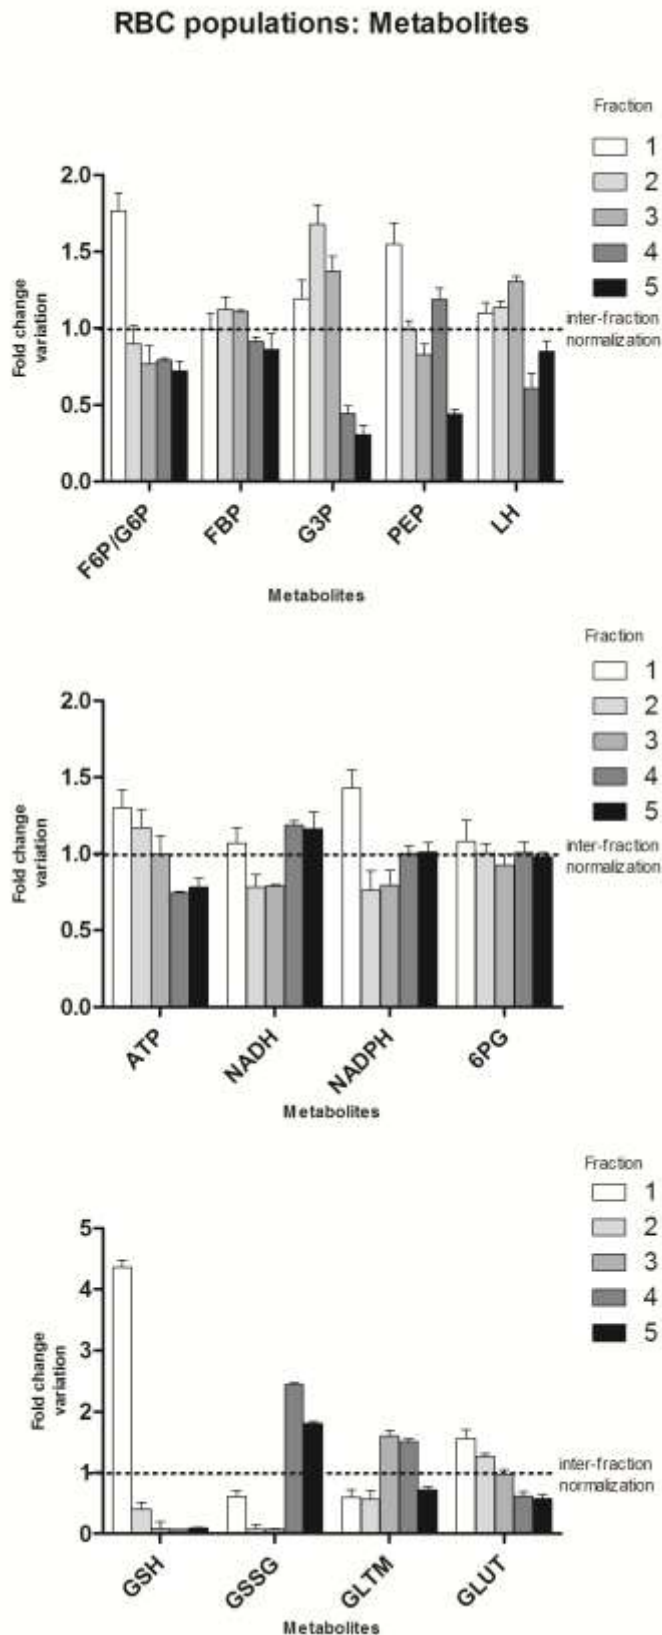 RBC populations: Metabolites
Fraction
1
2
3
4
5
2.0
1.5
1.0
0.5
0.0
Fold change
variation
inter-fraction
normalization
F6P/G6P
FBP
G3P
PEP
LH
Metabolites
Fraction
1
2
3
4
5
2.0
1.5
1.0
0.5
0.0
Fold change
variation
inter-fraction
normalization
ATP
NADH
NADPH
6PG
Metabolites
Fraction
1
2
3
4
5
5
4
3
2
1
0
Fold change
variation
inter-fraction
normalization
GSH
GSSG
GLTM
GLUT
Metabolites